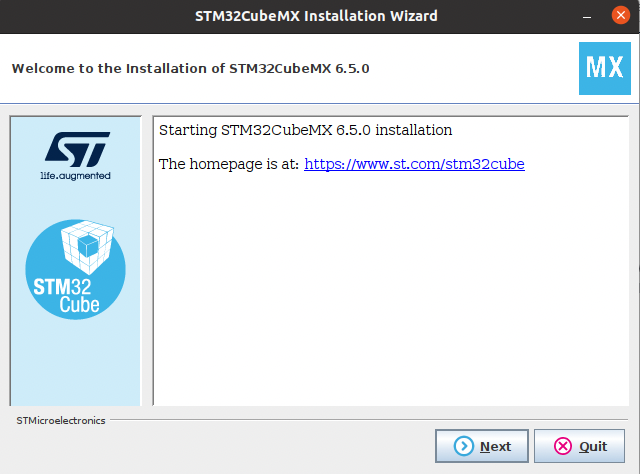 STM32CubeMX Installation Wizard
Welcome to the Installation of STM32CubeMX 6.5.0
MX
ST
life.augmented
STM32
Cube
Starting STM32CubeMX 6.5.0 installation
The homepage is at: https://www.st.com/stm32cube
STMicroelectronics
Next
Quit